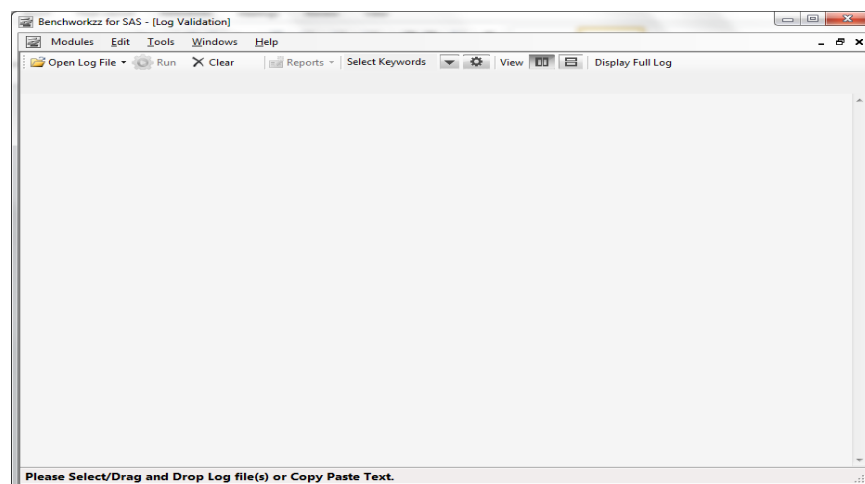 Benchworkzz for SAS - [Log Validation]
Modules Edit Tools Windows Help
Open Log File Run Clear Reports Select Keywords View Display Full Log
Please Select/Drag and Drop Log file(s) or Copy Paste Text.